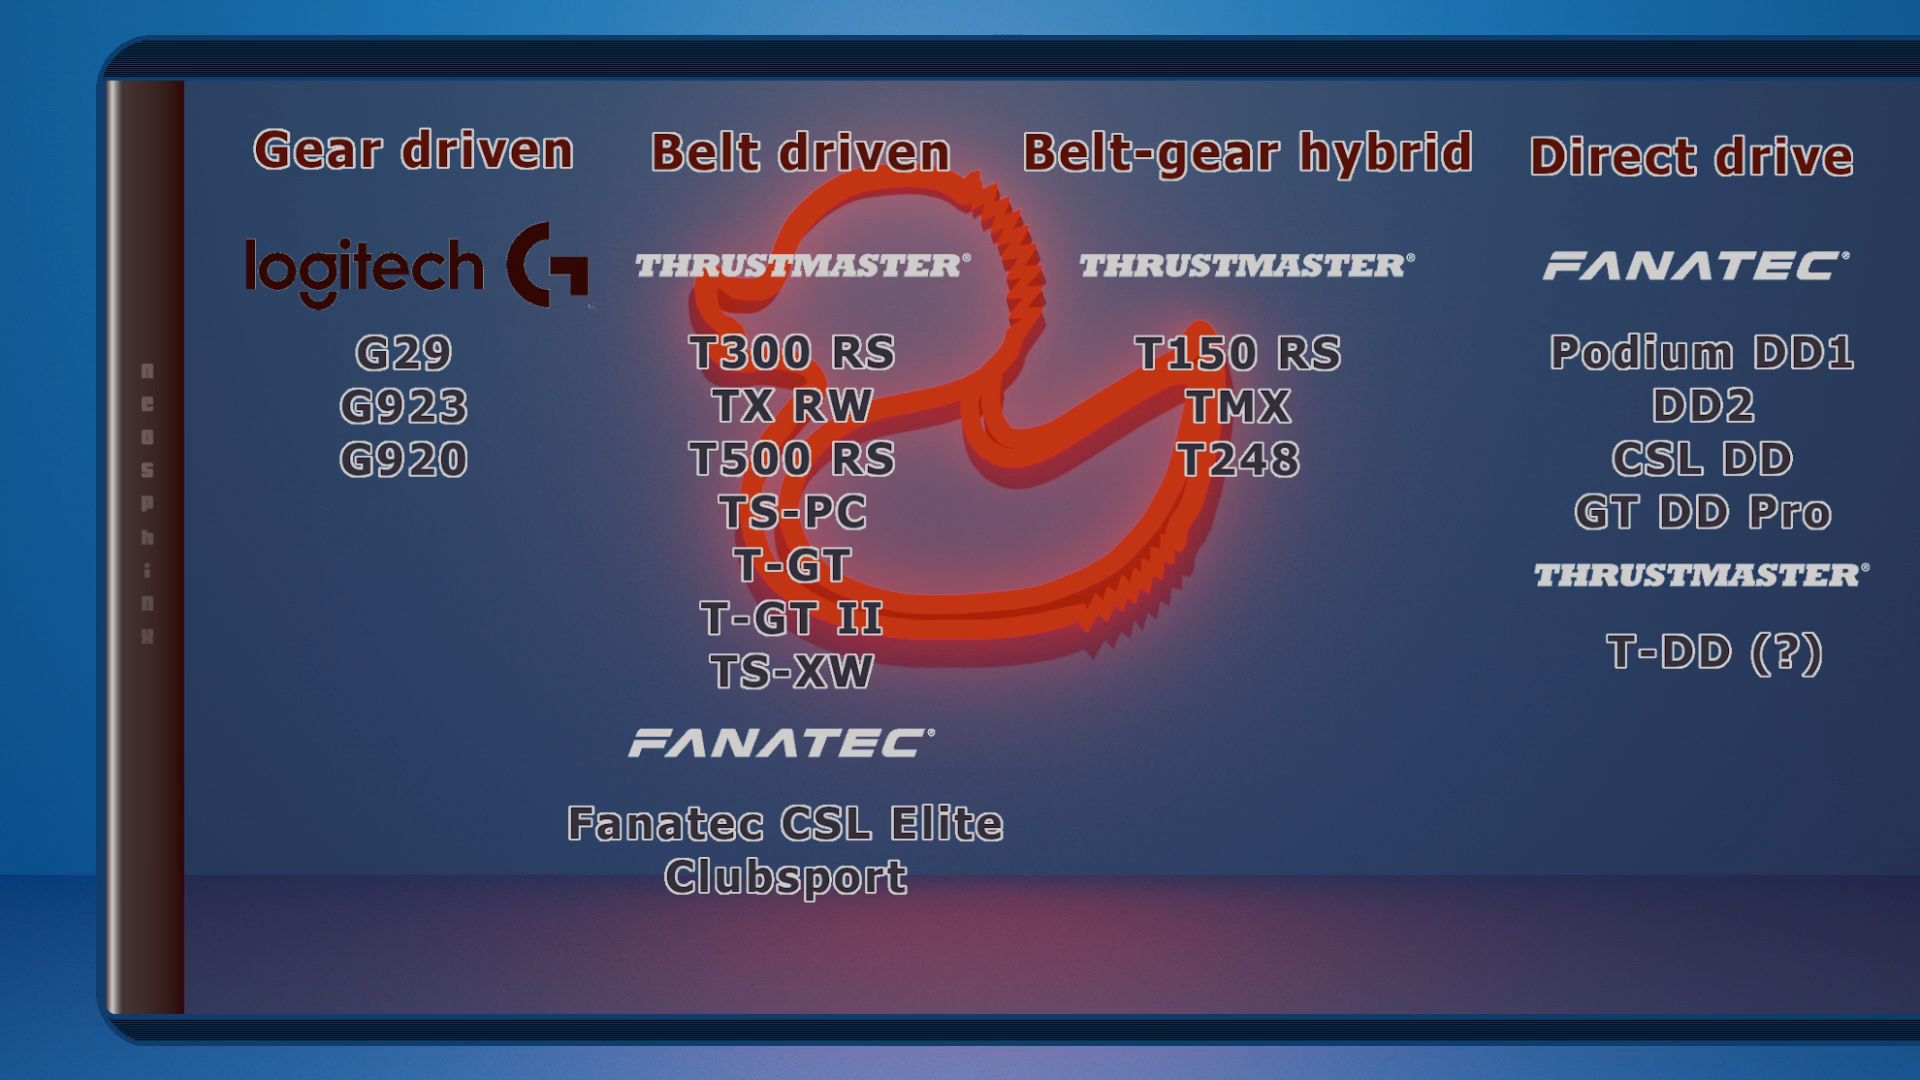 Gear driven
logitech G
G29
G923
G920
Belt driven
THRUSTMASTER®
T300 RS
TX RW
T500 RS
TS-PC
T-GT
T-GT II
TS-XW
FANATEC®
Fanatec CSL Elite
Clubsport
Belt-gear hybrid
THRUSTMASTER®
T150 RS
TMX
T248
Direct drive
FANATEC®
Podium DD1
DD2
CSL DD
GT DD Pro
THRUSTMASTER®
T-DD (?)